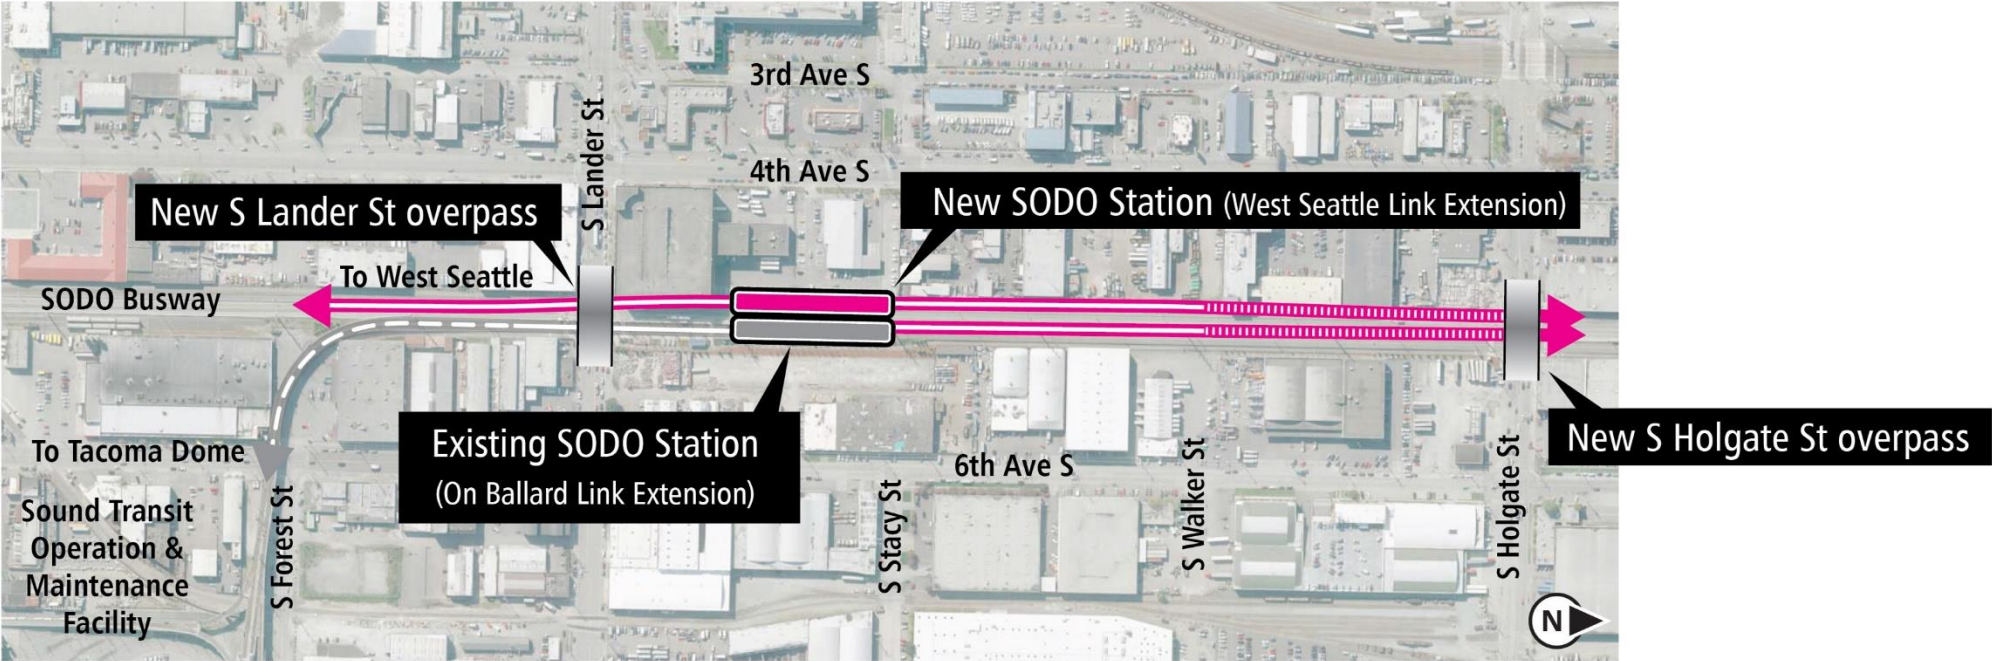 3rd Ave S
S Lander St
4th Ave S
New S Lander St overpass
New SODO Station (West Seattle Link Extension)
To West Seattle
SODO Busway
Existing SODO Station
(On Ballard Link Extension)
New S Holgate St overpass
To Tacoma Dome
6th Ave S
Sound Transit
Operation &
Maintenance
Facility
S Forest St
S Stacy St
S Walker St
S Holgate St
N